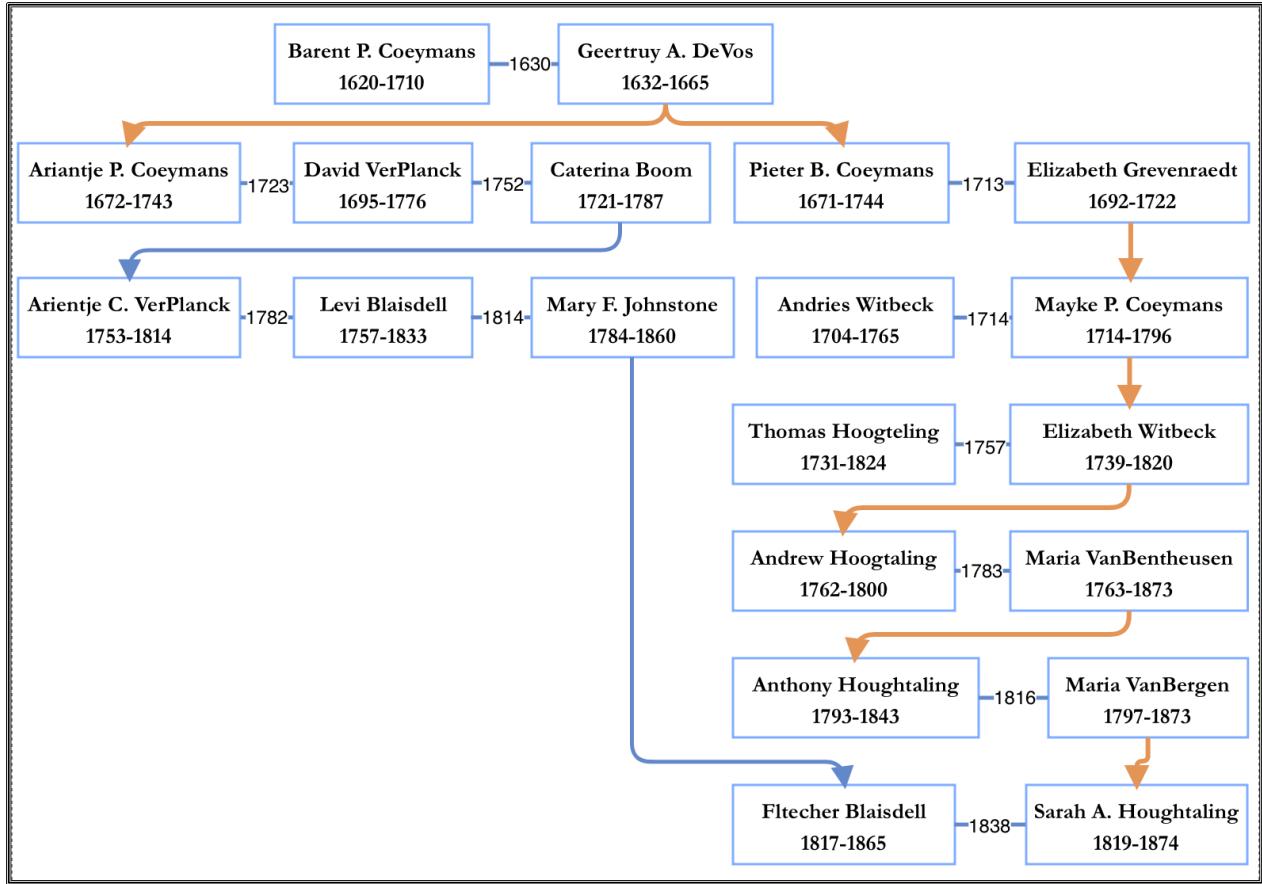 Barent P. Coeymans
1620-1710
1630
Geertruy A. DeVos
1632-1665
Ariantje P. Coeymans
1672-1743
1723
David VerPlanck
1695-1776
1752
Caterina Boom
1721-1787
Pieter B. Coeymans
1671-1744
1713
Elizabeth Grevenraedt
1692-1722
Arientje C. VerPlanck
1753-1814
1782
Levi Blaisdell
1757-1833
1814
Mary F. Johnstone
1784-1860
Andries Witbeck
1704-1765
1714
Mayke P. Coeymans
1714-1796
Thomas Hoogteling
1731-1824
1757
Elizabeth Witbeck
1739-1820
Andrew Hoogtaling
1762-1800
1783
Maria VanBentheusen
1763-1873
Anthony Houghtaling
1793-1843
1816
Maria VanBergen
1797-1873
Fltecher Blaisdell
1817-1865
1838
Sarah A. Houghtaling
1819-1874